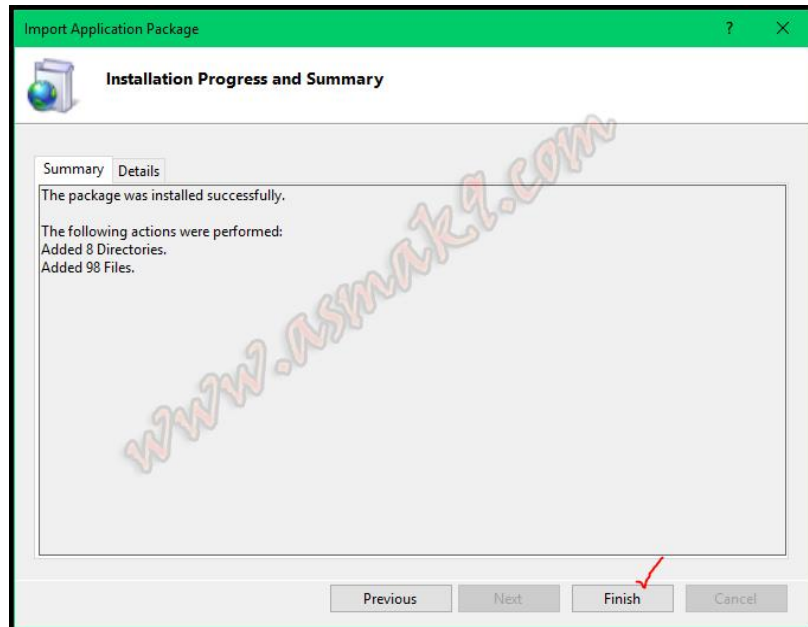 Import Application Package
?
Installation Progress and Summary
Summary
Details
The package was installed successfully.
The following actions were performed:
Added 8 Directories.
Added 98 Files.
www.asmak9.com
Previous
Next
Finish
Cancel